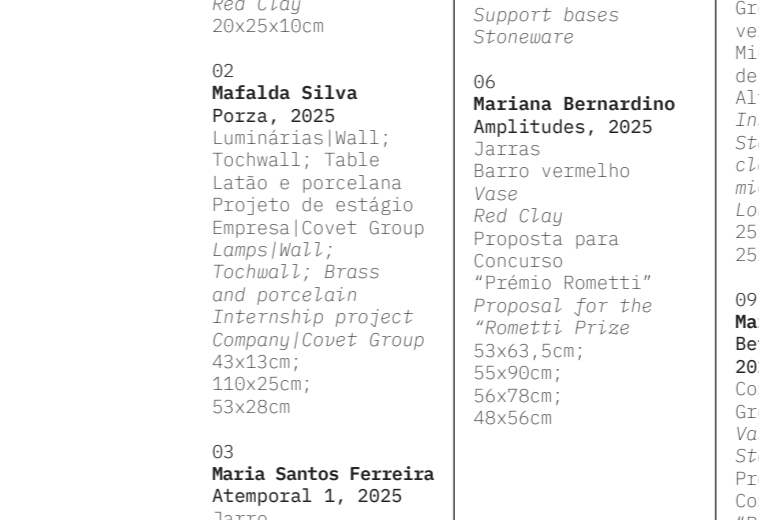 Red Clay
20x25x10cm
02
Mafalda Silva
Porza, 2025
Luminárias|Wall;
Tochwall; Table
Latão e porcelana
Projeto de estágio
Empresa|Covet Group
Lamps|Wall;
Tochwall; Brass
and porcelain
Internship project
Company|Covet Group
43x13cm;
110x25cm;
53x28cm
03
Maria Santos Ferreira
Atemporal 1, 2025
Jarro
Support bases
Stoneware
06
Mariana Bernardino
Amplitudes, 2025
Jarras
Barro vermelho
Vase
Red Clay
Proposta para
Concurso
“Prémio Rometti”
Proposal for the
“Rometti Prize
53x63,5cm;
55x90cm;
56x78cm;
48x56cm
09